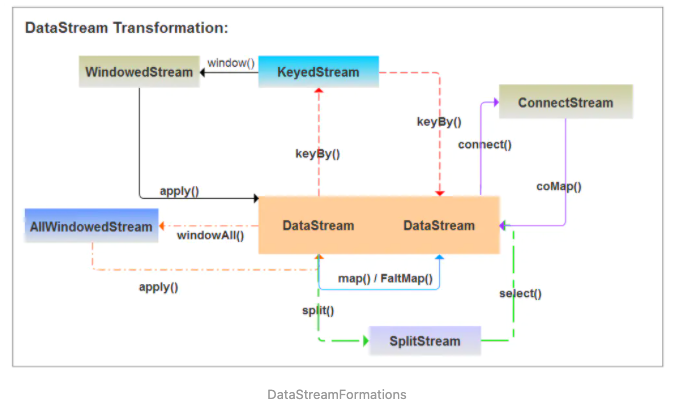 DataStream Transformation:
window()
WindowedStream
KeyedStream
ConnectStream
keyBy()
connect()
keyBy()
coMap()
apply()
AllWindowedStream
DataStream
DataStream
windowAll()
map() / FaltMap()
apply()
select()
split()
SplitStream
DataStreamFormations